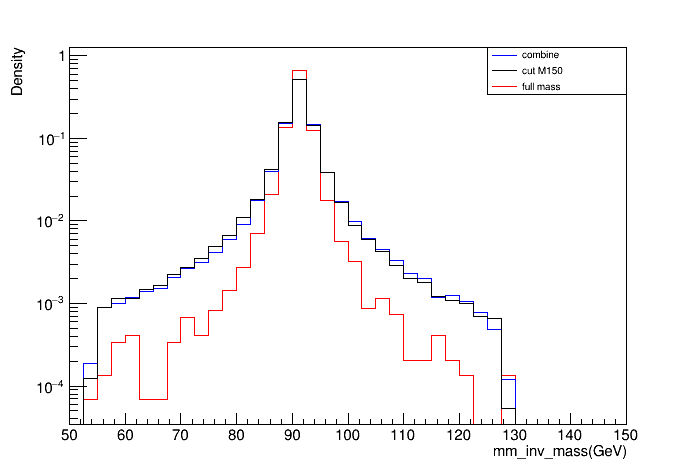 Density
combine
cut M150
full mass
1
10⁻¹
10⁻²
10⁻³
10⁻⁴
50 60 70 80 90 100 110 120 130 140 150
mm_inv_mass(GeV)